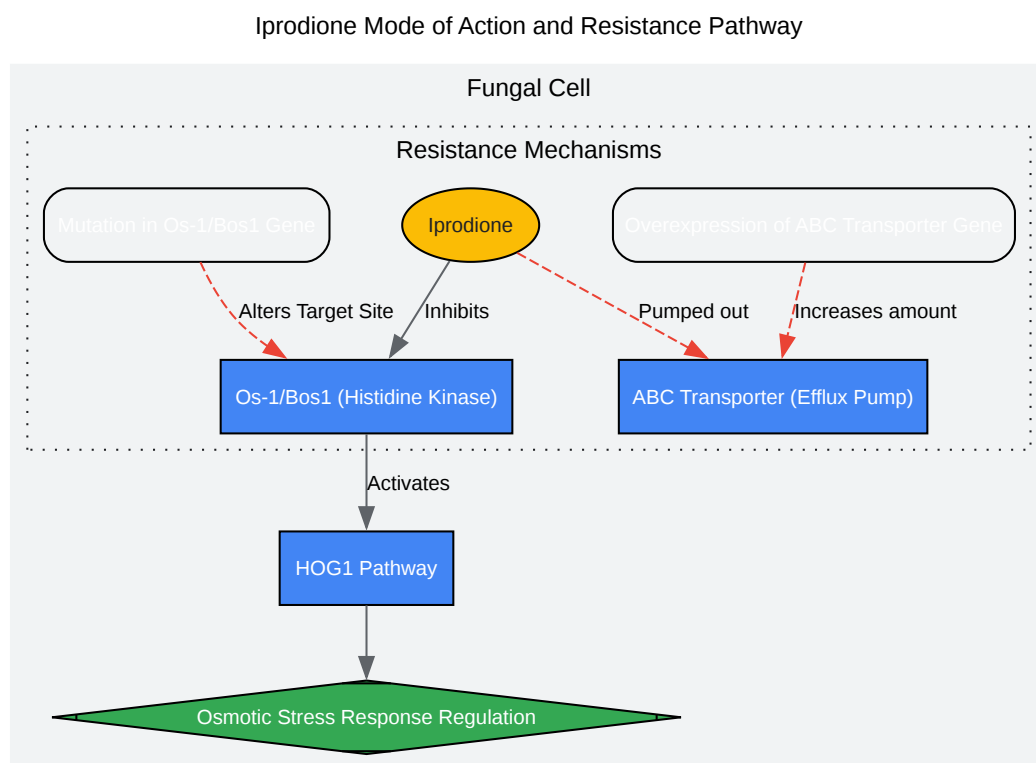 Iprodione Mode of Action and Resistance Pathway
Fungal Cell
Resistance Mechanisms
Mutation in Os-1/Bos1 Gene
Iprodione
Overexpression of ABC Transporter Gene
Alters Target Site
Inhibits
Pumped out
Increases amount
Os-1/Bos1 (Histidine Kinase)
ABC Transporter (Efflux Pump)
Activates
HOG1 Pathway
Osmotic Stress Response Regulation